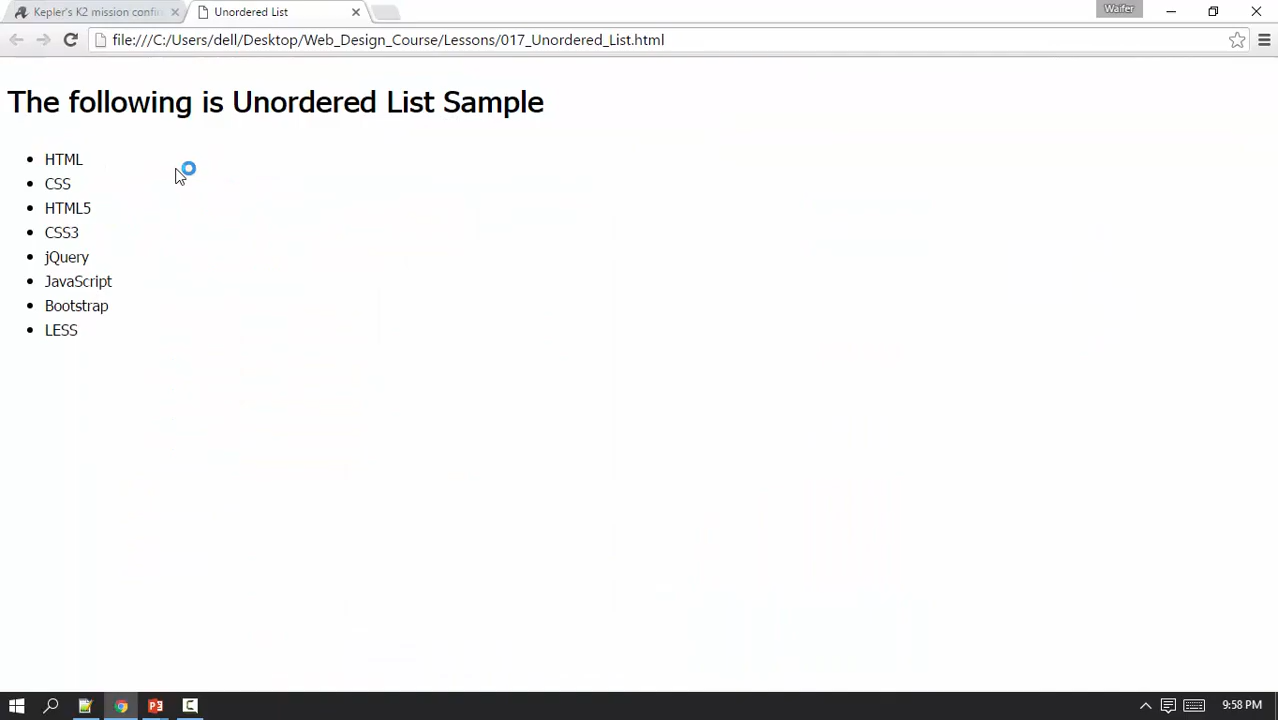 Kepler's K2 mission confi
Unordered List
Waifer
file:///C:/Users/dell/Desktop/Web_Design_Course/Lessons/017_Unordered_List.html
The following is Unordered List Sample
HTML
CSS
HTML5
CSS3
jQuery
JavaScript
Bootstrap
LESS
9:58 PM